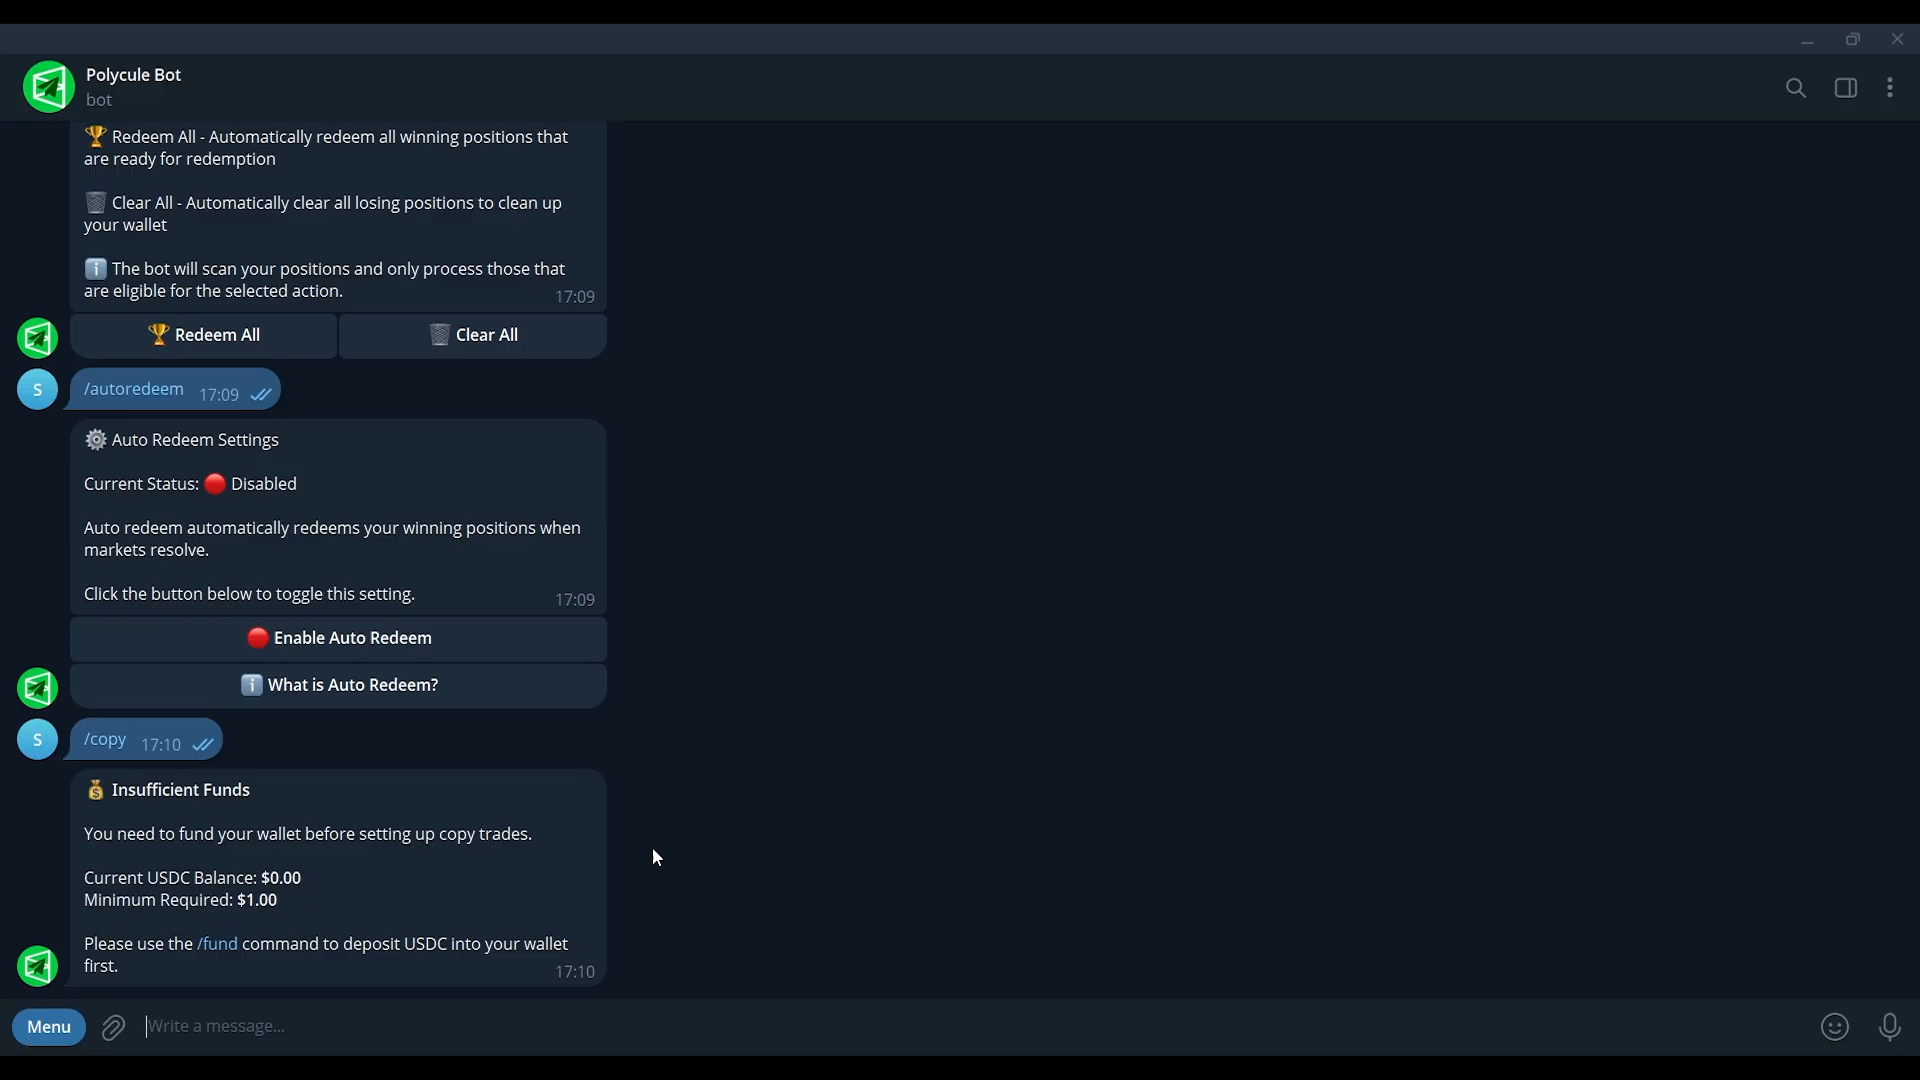 Polycule Bot
bot
🏆 Redeem All - Automatically redeem all winning positions that
are ready for redemption
🗑️ Clear All - Automatically clear all losing positions to clean up
your wallet
ℹ️ The bot will scan your positions and only process those that
are eligible for the selected action.
17:09
🏆 Redeem All
🗑️ Clear All
S
/autoredeem 17:09
⚙️ Auto Redeem Settings
Current Status: 🔴 Disabled
Auto redeem automatically redeems your winning positions when
markets resolve.
Click the button below to toggle this setting.
17:09
🔴 Enable Auto Redeem
ℹ️ What is Auto Redeem?
S
/copy 17:10
💰 Insufficient Funds
You need to fund your wallet before setting up copy trades.
Current USDC Balance: $0.00
Minimum Required: $1.00
Please use the /fund command to deposit USDC into your wallet
first.
17:10
Menu
Write a message...